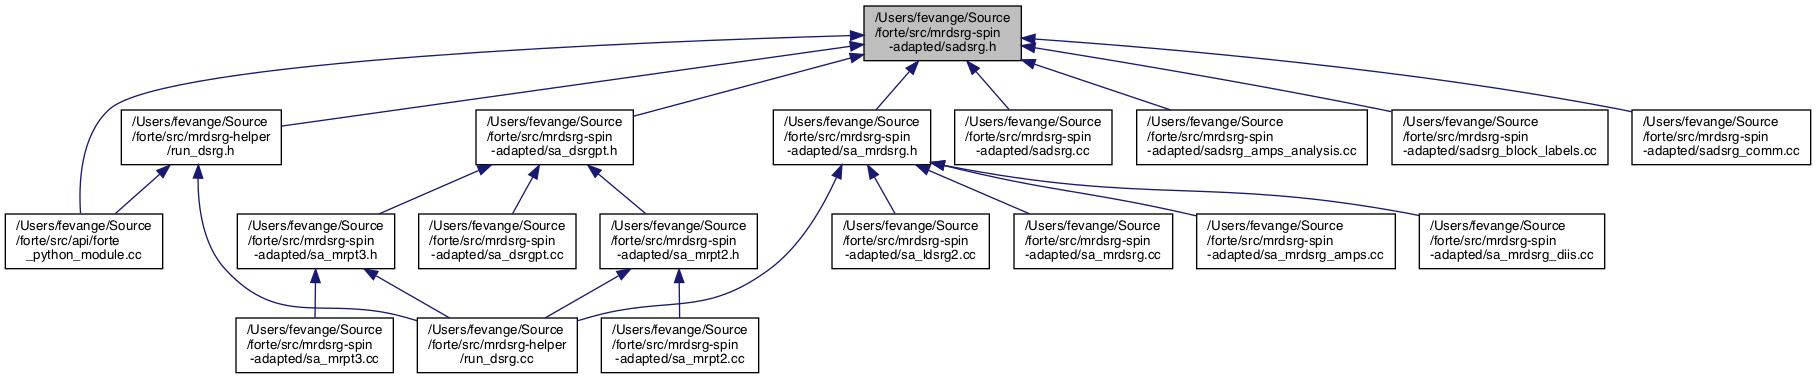 /Users/fevange/Source
/forte/src/mrdsrg-spin
-adapted/sadsrg.h
/Users/fevange/Source
/forte/src/mrdsrg-helper
/run_dsrg.h
/Users/fevange/Source
/forte/src/mrdsrg-spin
-adapted/sa_dsrgpt.h
/Users/fevange/Source
/forte/src/mrdsrg-spin
-adapted/sa_mrdsrg.h
/Users/fevange/Source
/forte/src/mrdsrg-spin
-adapted/sadsrg.cc
/Users/fevange/Source
/forte/src/mrdsrg-spin
-adapted/sadsrg_amps_analysis.cc
/Users/fevange/Source
/forte/src/mrdsrg-spin
-adapted/sadsrg_block_labels.cc
/Users/fevange/Source
/forte/src/mrdsrg-spin
-adapted/sadsrg_comm.cc
/Users/fevange/Source
/forte/src/api/forte
_python_module.cc
/Users/fevange/Source
/forte/src/mrdsrg-spin
-adapted/sa_mrpt3.h
/Users/fevange/Source
/forte/src/mrdsrg-spin
-adapted/sa_dsrgpt.cc
/Users/fevange/Source
/forte/src/mrdsrg-spin
-adapted/sa_mrpt2.h
/Users/fevange/Source
/forte/src/mrdsrg-spin
-adapted/sa_ldsrg2.cc
/Users/fevange/Source
/forte/src/mrdsrg-spin
-adapted/sa_mrdsrg.cc
/Users/fevange/Source
/forte/src/mrdsrg-spin
-adapted/sa_mrdsrg_amps.cc
/Users/fevange/Source
/forte/src/mrdsrg-spin
-adapted/sa_mrdsrg_diis.cc
/Users/fevange/Source
/forte/src/mrdsrg-spin
-adapted/sa_mrpt3.cc
/Users/fevange/Source
/forte/src/mrdsrg-helper
/run_dsrg.cc
/Users/fevange/Source
/forte/src/mrdsrg-spin
-adapted/sa_mrpt2.cc